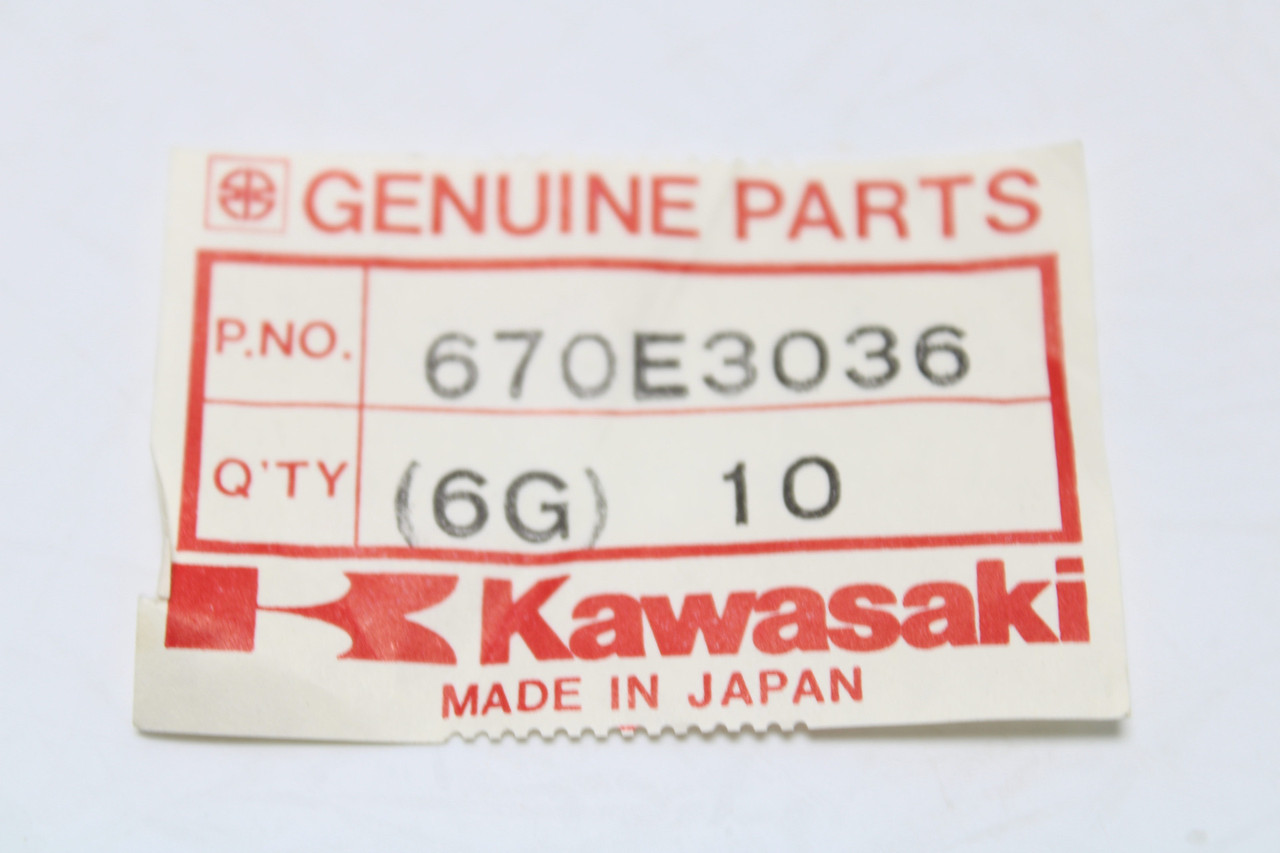 GENUINE PARTS
P.NO. 670E3036
Q'TY (6G) 10
Kawasaki
MADE IN JAPAN